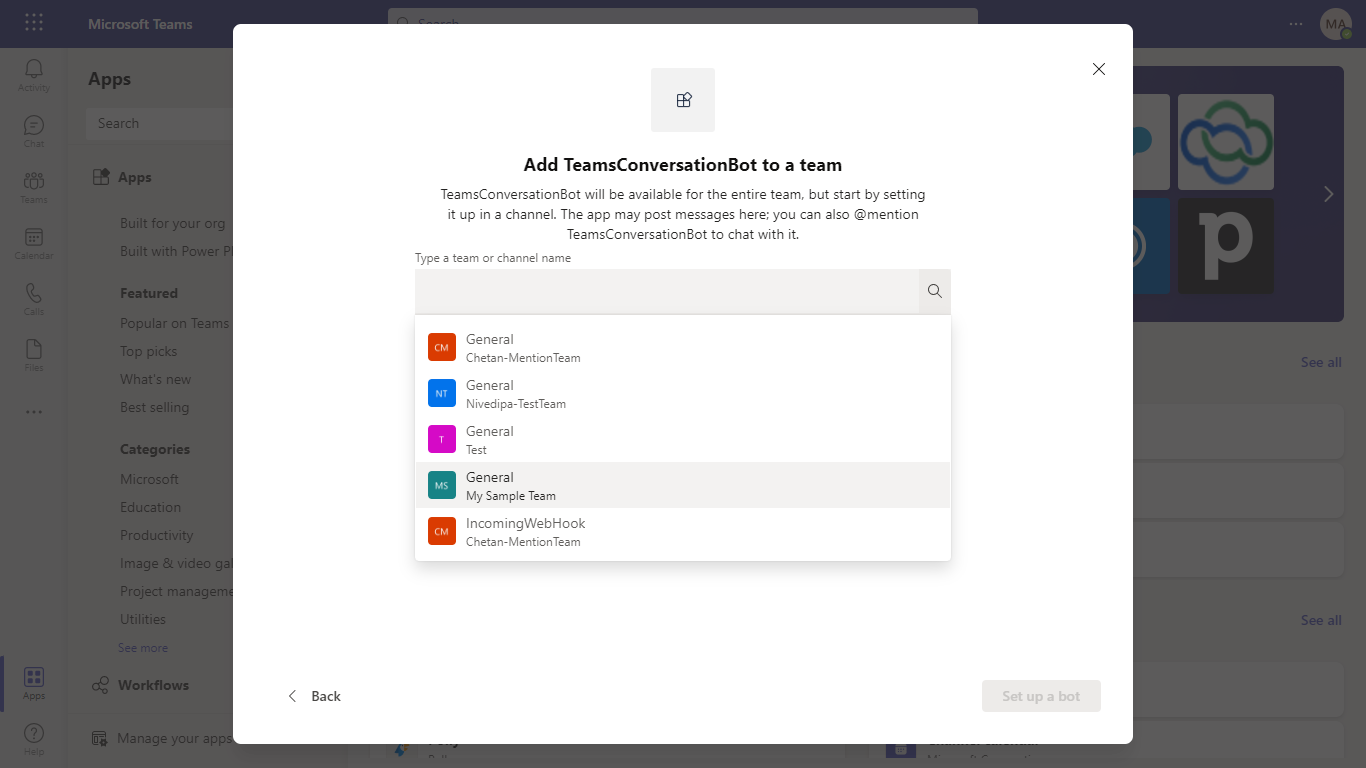 Microsoft Teams
Search
MA
Activity
Chat
Teams
Calendar
Calls
Files
Apps
Help
Apps
Search
Apps
Built for your org
Built with Power
Featured
Popular on Teams
Top picks
What's new
Best selling
Categories
Microsoft
Education
Productivity
Image & video
Project
Utilities
See more
Workflows
Manage your apps
Add TeamsConversationBot to a team
TeamsConversationBot will be available for the entire team, but start by setting
it up in a channel. The app may post messages here; you can also @mention
TeamsConversationBot to chat with it.
Type a team or channel name
CM
General
Chetan-MentionTeam
NT
General
Nivedipa-TestTeam
T
General
Test
MS
General
My Sample Team
CM
IncomingWebHook
Chetan-MentionTeam
Back
Set up a bot
p
See all
See all